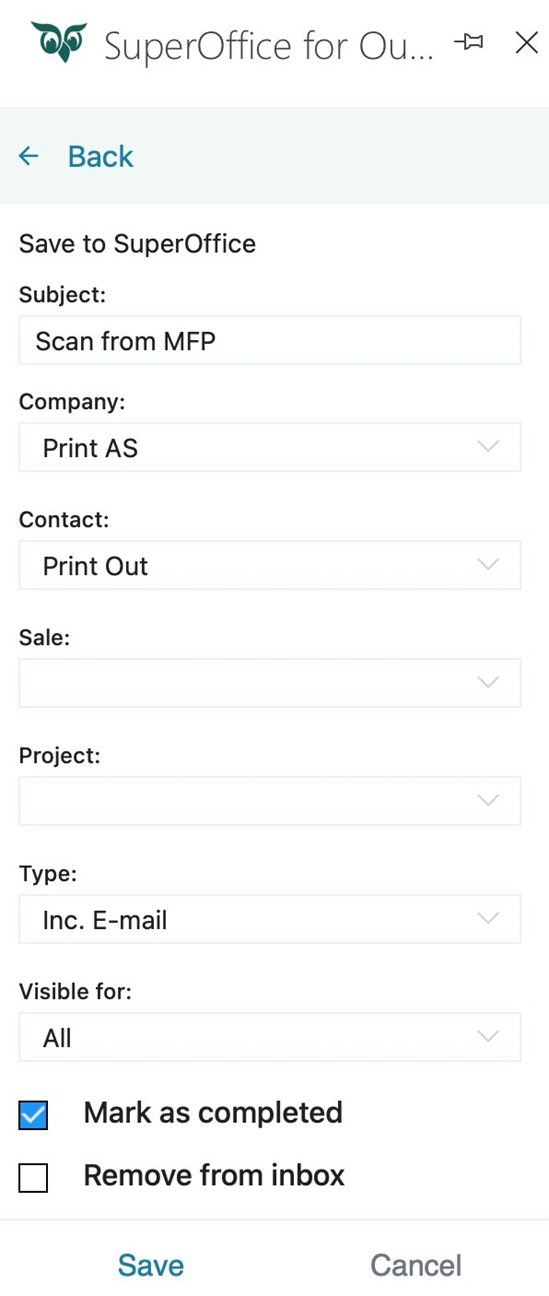 SuperOffice for Ou...
Back
Save to SuperOffice
Subject:
Scan from MFP
Company:
Print AS
Contact:
Print Out
Sale:
Project:
Type:
Inc. E-mail
Visible for:
All
Mark as completed
Remove from inbox
Save Cancel